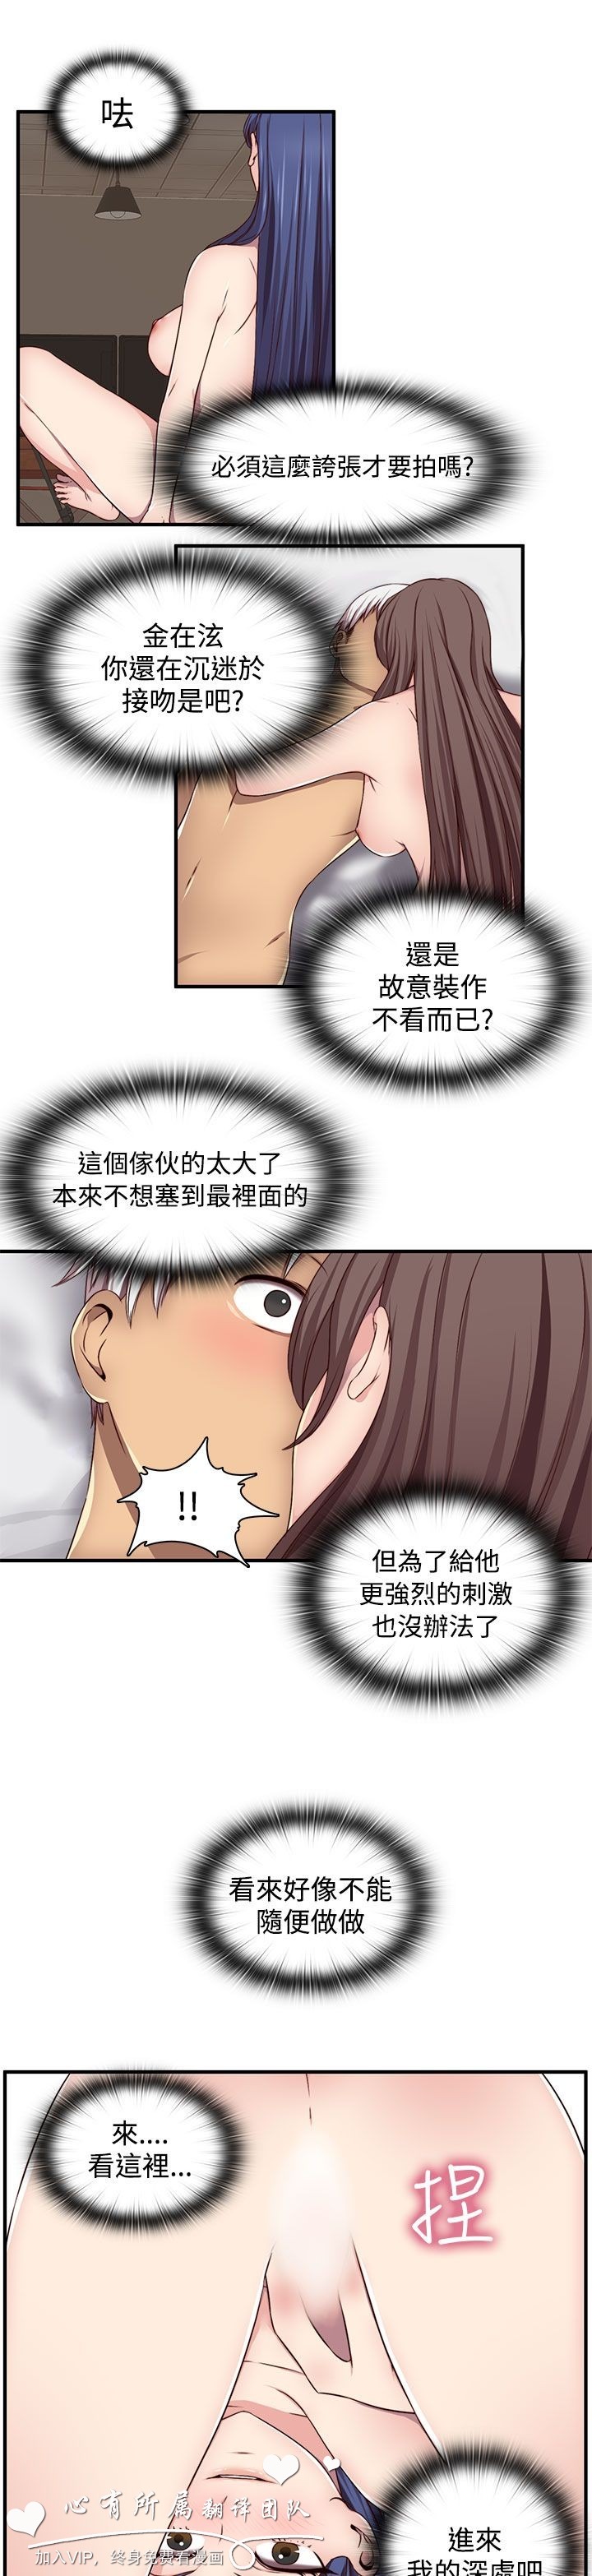 呿
必須這麼誇張才要拍嗎?
金在泫
你還在沉迷於
接吻是吧?
還是
故意裝作
不看而已?
這個傢伙的太大了
本來不想塞到最裡面的
!!
但為了給他
更強烈的刺激
也沒辦法了
看來好像不能
隨便做做
來....
看這裡...
捏
進來
我的深處吧
心有所属翻译团队
加入VIP，终身免费看漫画